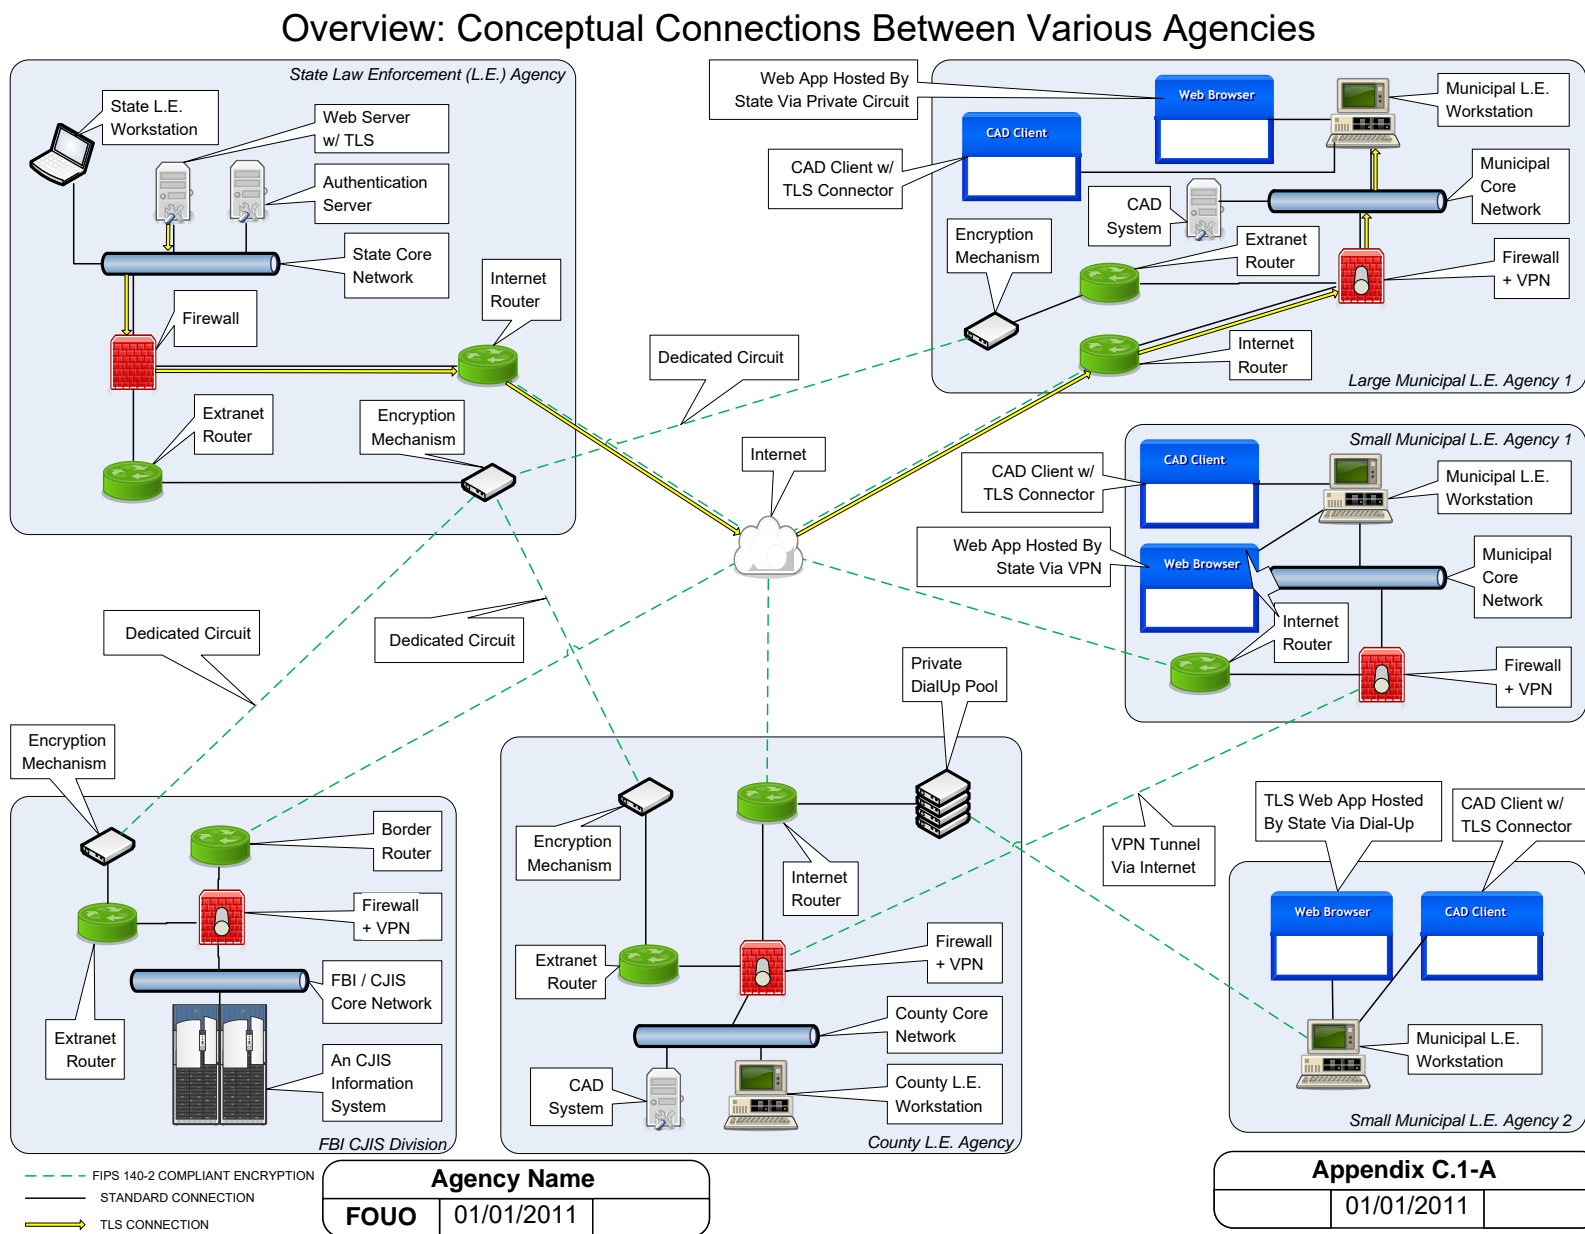 Overview: Conceptual Connections Between Various Agencies
State Law Enforcement (L.E.) Agency
State L.E.
Workstation
Web Server
w/ TLS
Authentication
Server
State Core
Network
Internet
Router
Firewall
Extranet
Router
Encryption
Mechanism
Dedicated Circuit
Internet
Web App Hosted By
State Via Private Circuit
Web Browser
CAD Client
Municipal L.E.
Workstation
CAD Client w/
TLS Connector
Municipal
Core
Network
CAD
System
Encryption
Mechanism
Extranet
Router
Firewall
+ VPN
Internet
Router
Large Municipal L.E. Agency 1
Small Municipal L.E. Agency 1
CAD Client
CAD Client w/
TLS Connector
Municipal L.E.
Workstation
Web App Hosted By
State Via VPN
Web Browser
Municipal
Core
Network
Internet
Router
Firewall
+ VPN
Dedicated Circuit
Dedicated Circuit
Private
DialUp Pool
Encryption
Mechanism
Border
Router
Firewall
+ VPN
FBI / CJIS
Core Network
Extranet
Router
An CJIS
Information
System
FBI CJIS Division
Encryption
Mechanism
Internet
Router
Extranet
Router
Firewall
+ VPN
County Core
Network
CAD
System
County L.E.
Workstation
County L.E. Agency
VPN Tunnel
Via Internet
TLS Web App Hosted
By State Via Dial-Up
CAD Client w/
TLS Connector
Web Browser
CAD Client
Municipal L.E.
Workstation
Small Municipal L.E. Agency 2
FIPS 140-2 COMPLIANT ENCRYPTION
STANDARD CONNECTION
TLS CONNECTION
Agency Name
FOUO
01/01/2011
Appendix C.1-A
01/01/2011